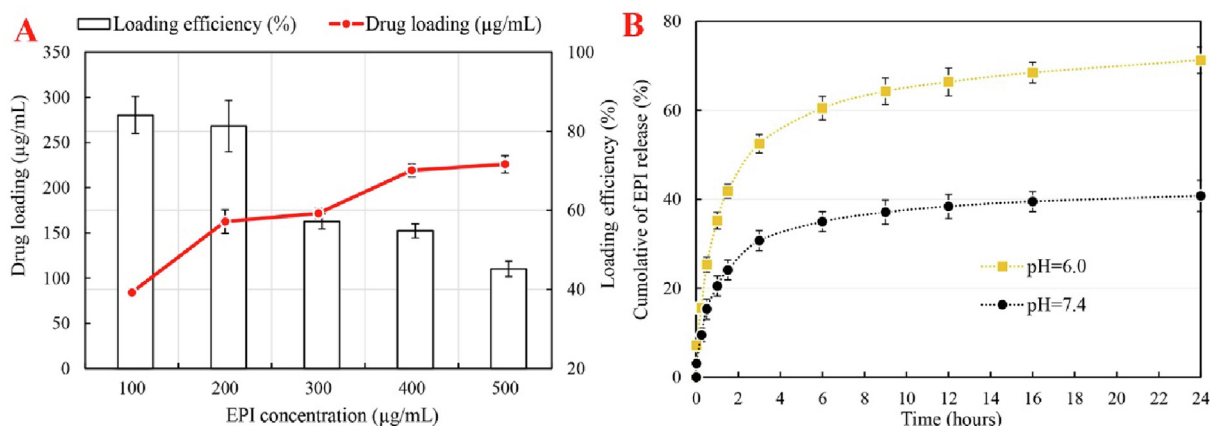 A
Loading efficiency (%)
Drug loading (µg/mL)
350
300
250
200
150
100
50
0
Drug loading (µg/mL)
100
80
60
40
20
Loading efficiency (%)
100 200 300 400 500
EPI concentration (µg/mL)
B
80
60
40
20
0
Cumolative of EPI release (%)
pH=6.0
pH=7.4
0 2 4 6 8 10 12 14 16 18 20 22 24
Time (hours)